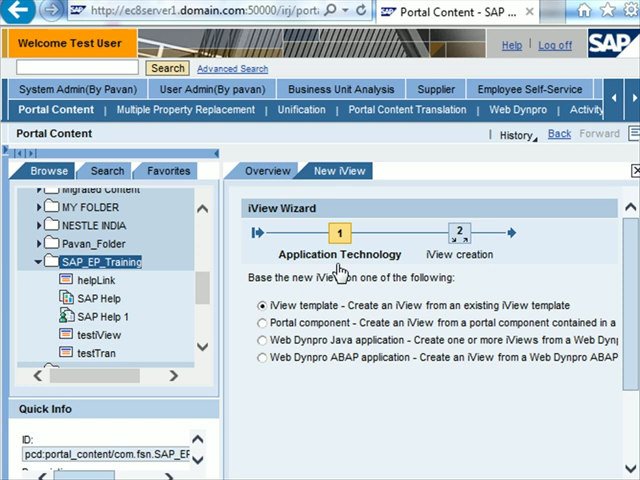 http://ec8server1.domain.com:50000/irj/port
Portal Content - SAP ...
Welcome Test User
Help
Log off
SAP
Search
Advanced Search
System Admin(By Pavan)
User Admin(By pavan)
Business Unit Analysis
Supplier
Employee Self-Service
Portal Content
Multiple Property Replacement
Unification
Portal Content Translation
Web Dynpro
Activity
Portal Content
History
Back
Forward
Browse
Search
Favorites
Overview
New iView
Migrated Content
MY FOLDER
NESTLE INDIA
Pavan_Folder
SAP_EP_Training
helpLink
SAP Help
SAP Help 1
testiView
testTran
iView Wizard
1
2
Application Technology
iView creation
Base the new iView on one of the following:
iView template - Create an iView from an existing iView template
Portal component - Create an iView from a portal component contained in a
Web Dynpro Java application - Create one or more iViews from a Web Dynp
Web Dynpro ABAP application - Create an iView from a Web Dynpro ABAP
Quick Info
ID:
pcd:portal_content/com.fsn.SAP_EP